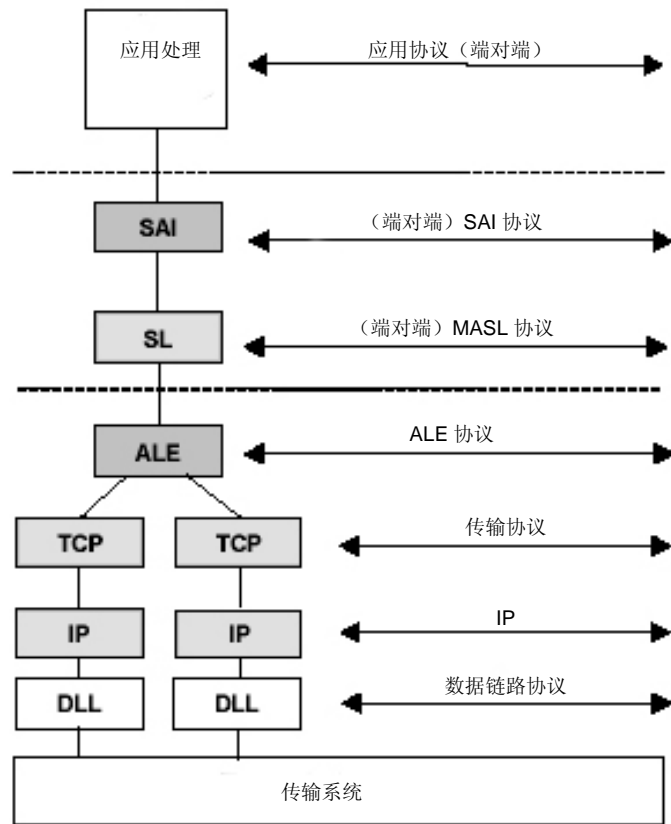 应用处理
应用协议（端对端）
SAI
（端对端）SAI 协议
SL
（端对端）MASL 协议
ALE
ALE 协议
TCP
TCP
传输协议
IP
IP
IP
DLL
DLL
数据链路协议
传输系统